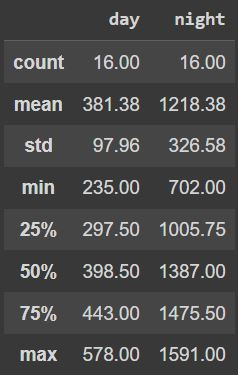 day night
count 16.00 16.00
mean 381.38 1218.38
std 97.96 326.58
min 235.00 702.00
25% 297.50 1005.75
50% 398.50 1387.00
75% 443.00 1475.50
max 578.00 1591.00